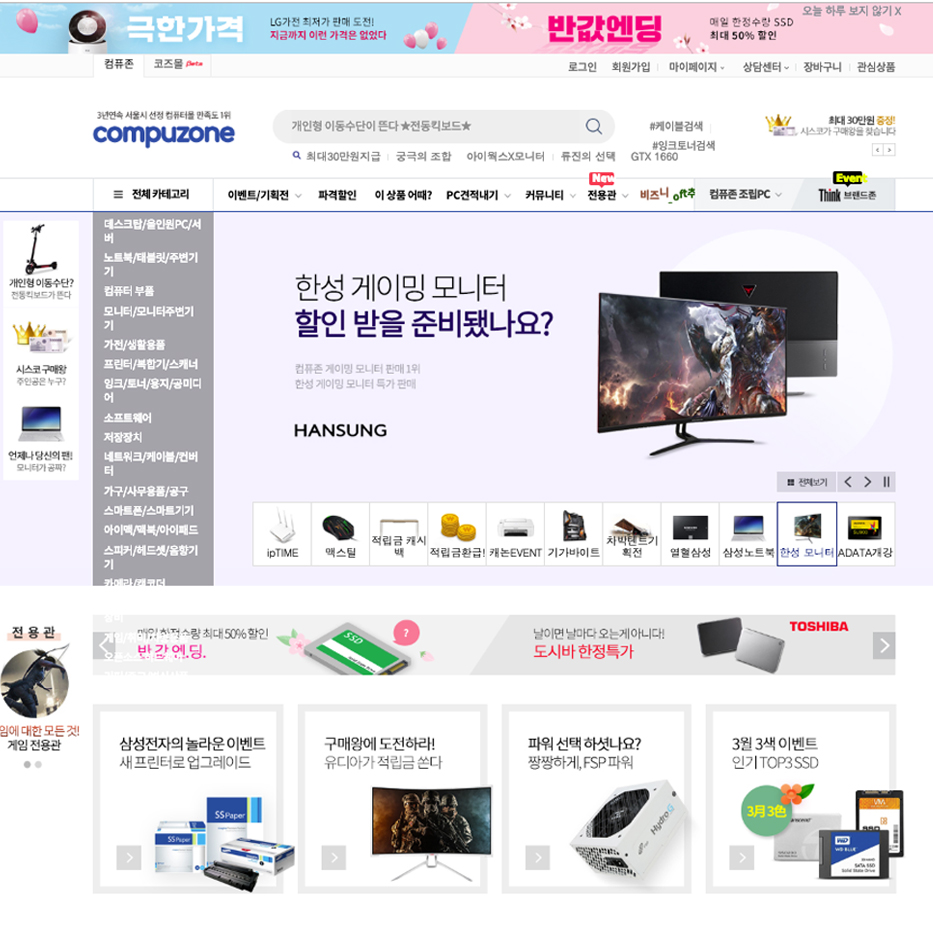 오늘 하루 보지 않기 X
극한가격
LG가전 최저가 판매 도전!
지금까지 이런 가격은 없었다
반값엔딩
매일 한정수량 SSD
최대 50% 할인
컴퓨존
코즈몰 Beta
로그인
회원가입
마이페이지
상담센터
장바구니
관심상품
3년연속 서울시 선정 컴퓨터몰 만족도 1위
compuzone
개인형 이동수단이 뜬다 ★전동킥보드★
#케이블검색
#잉크토너검색
최대30만원지급
궁극의 조합
아이웍스X모니터
류진의 선택
GTX 1660
최대 30만원 증정!
시스코가 구매왕을 찾습니다
전체 카테고리
이벤트/기획전
파격할인
이 상품 어때?
PC견적내기
커뮤니티
New
전용관
비즈니
컴퓨존 조립PC
Event
Think 브랜드존
개인형 이동수단?
전동킥보드가 뜬다
시스코 구매왕
주인공은 누구?
언제나 당신의 팬!
모니터가 공짜?
데스크탑/올인원PC/서
버
노트북/태블릿/주변기
기
컴퓨터 부품
모니터/모니터주변기
기
가전/생활용품
프린터/복합기/스캐너
잉크/토너/용지/공미디
어
소프트웨어
저장장치
네트워크/케이블/컨버
터
가구/사무용품/공구
스마트폰/스마트기기
아이맥/맥북/아이패드
스피커/헤드셋/음향기
기
카메라/캠코더
한성 게이밍 모니터
할인 받을 준비됐나요?
컴퓨존 게이밍 모니터 판매 1위
한성 게이밍 모니터 특가 판매
HANSUNG
전체보기
ipTIME
맥스틸
적립금 캐시
백
적립금환급!
캐논EVENT
기가바이트
차박텐트기
획전
열혈삼성
삼성노트북
한성 모니터
ADATA개강
전용관
임에 대한 모든 것!
게임 전용관
매일 한정수량 최대 50% 할인
반값 엔딩.
SSD
?
날이면 날마다 오는게 아니다!
도시바 한정특가
TOSHIBA
삼성전자의 놀라운 이벤트
새 프린터로 업그레이드
SS Paper
SS Paper
구매왕에 도전하라!
유디아가 적립금 쏜다
파워 선택 하셧나요?
짱짱하게, FSP 파워
Hydro G
3월 3색 이벤트
인기 TOP3 SSD
3月 3色
WD
WD BLUE
SATA SSD